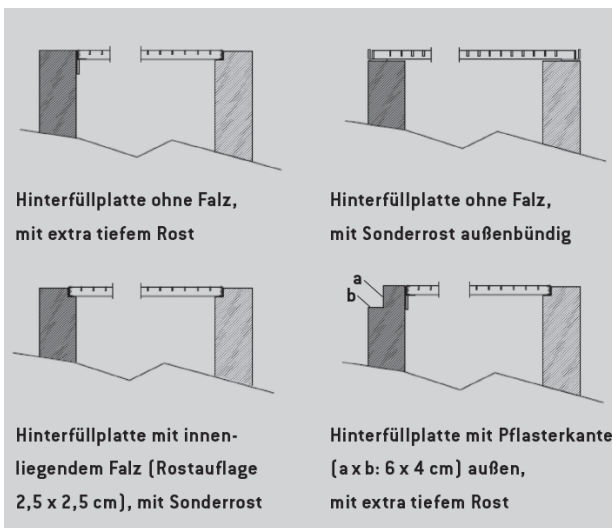 Hinterfüllplatte ohne Falz,
mit extra tiefem Rost
Hinterfüllplatte ohne Falz,
mit Sonderrost außenbündig
Hinterfüllplatte mit innen-
liegendem Falz (Rostauflage
2,5 x 2,5 cm), mit Sonderrost
a
b
Hinterfüllplatte mit Pflasterkante
(a x b: 6 x 4 cm) außen,
mit extra tiefem Rost